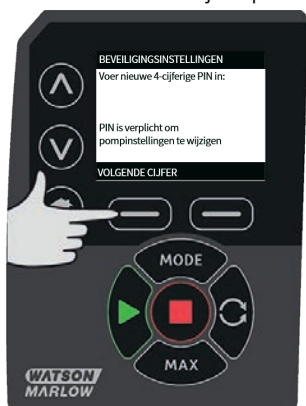 BEVEILIGINGSINSTELLINGEN
Voer nieuwe 4-cijferige PIN in:
PIN is verplicht om
pompinstellingen te wijzigen
VOLGENDE CIJFER
MODE
MAX
WATSON
MARLOW